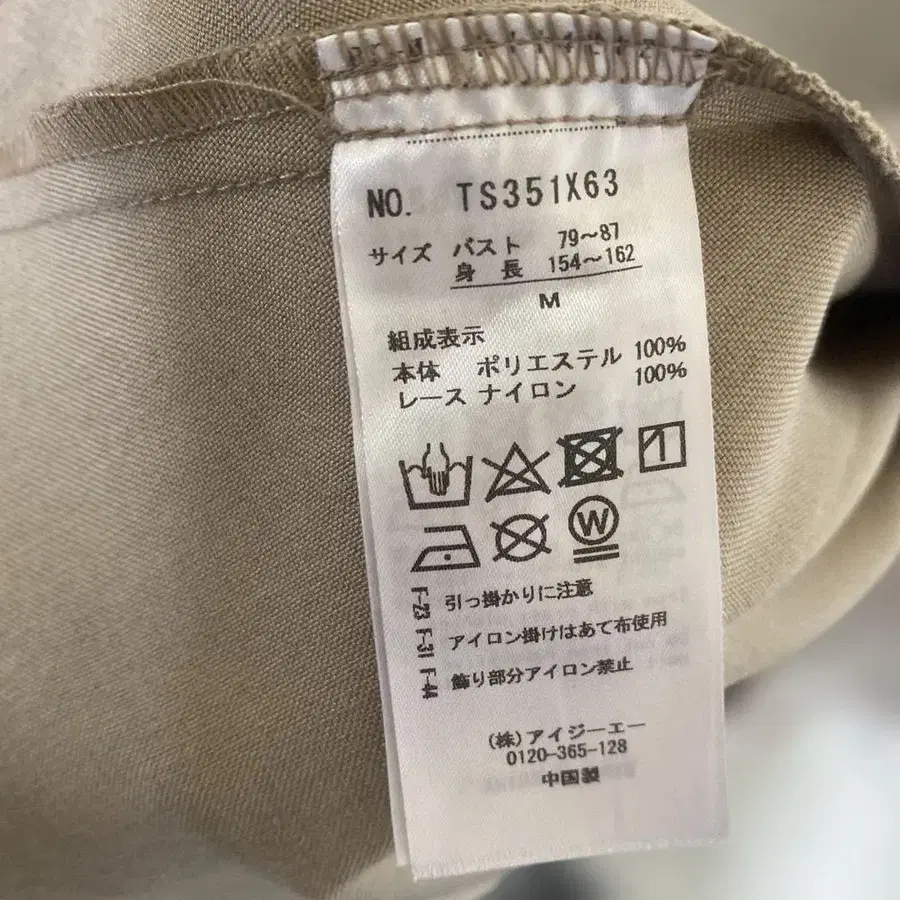 NO. TS351X63
サイズ バスト 79～87
身長 154～162
M
組成表示
本体 ポリエステル 100%
レース ナイロン 100%
W
F-23 引っ掛かりに注意
F-31 アイロン掛けはあて布使用
F-44 飾り部分アイロン禁止
(株)アイジーエー
0120-365-128
中国製